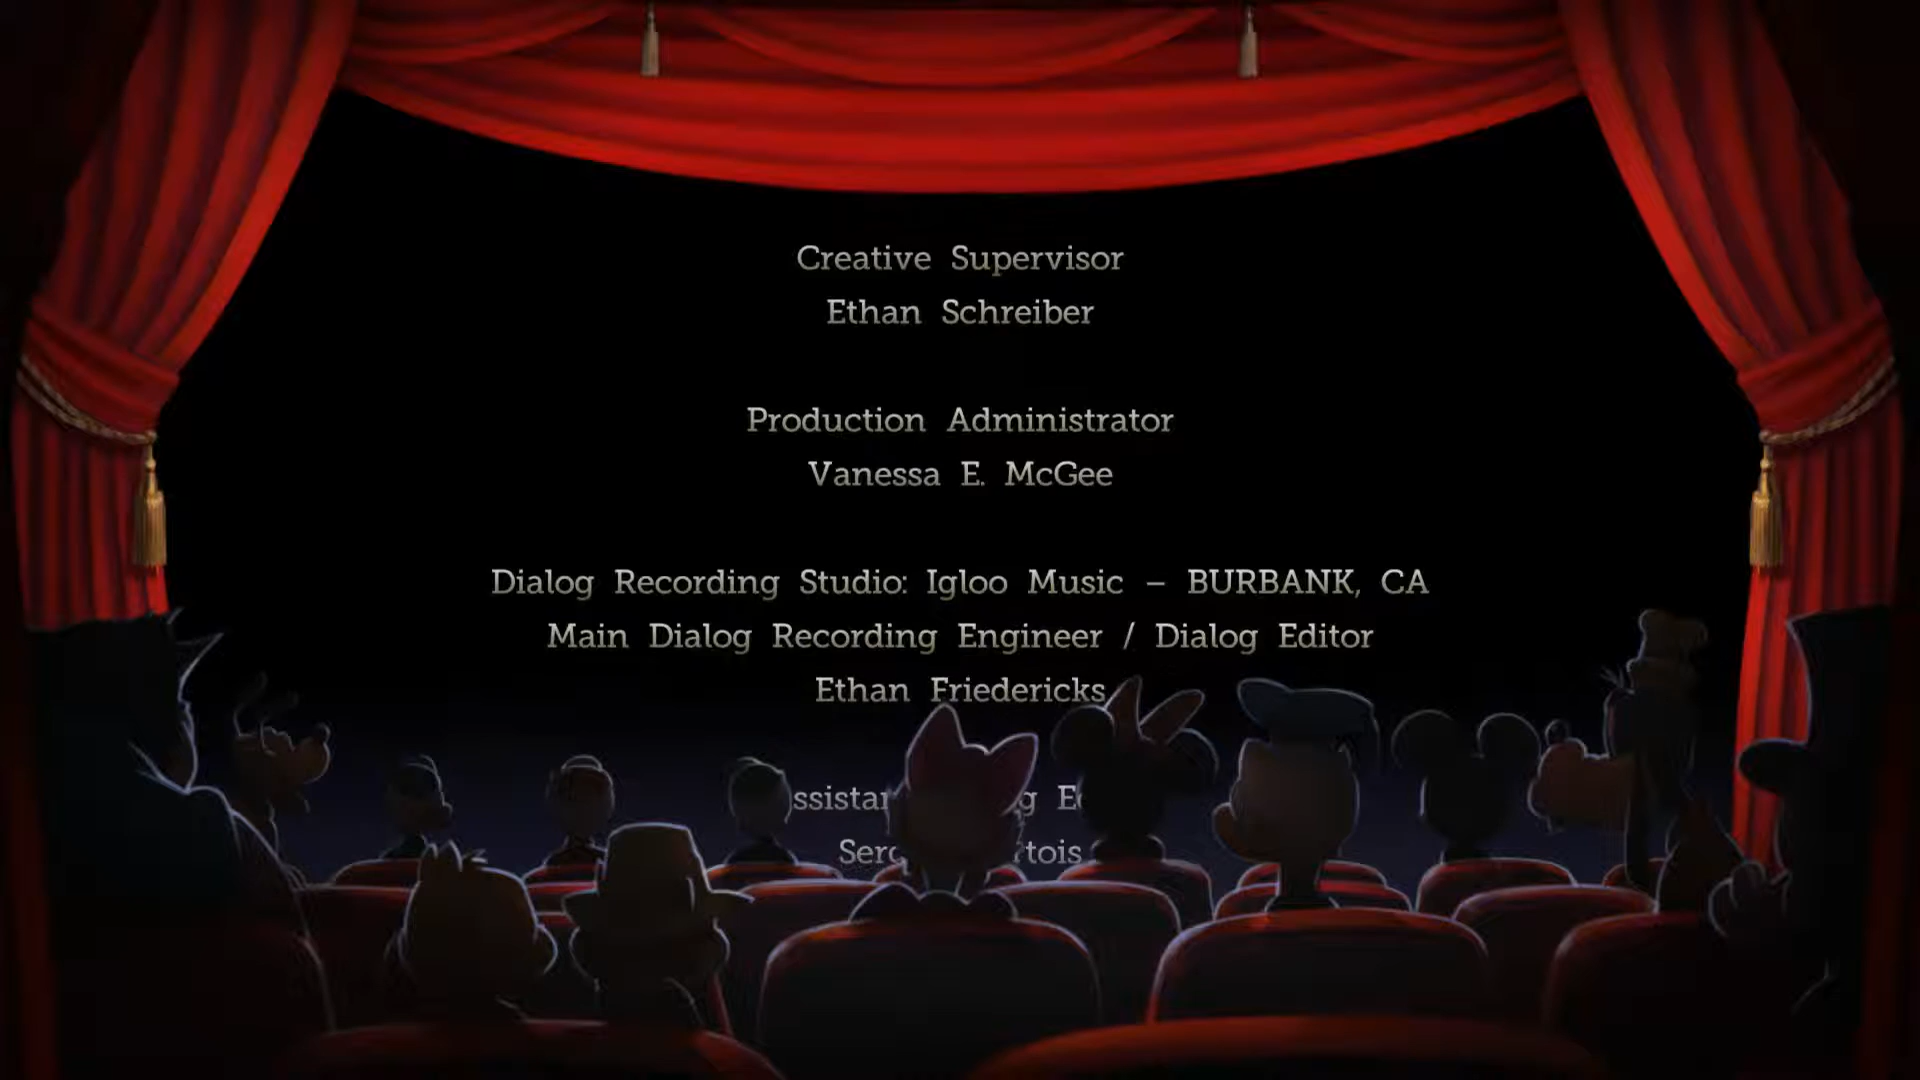 Creative Supervisor
Ethan Schreiber
Production Administrator
Vanessa E. McGee
Dialog Recording Studio: Igloo Music – BURBANK, CA
Main Dialog Recording Engineer / Dialog Editor
Ethan Friedericks